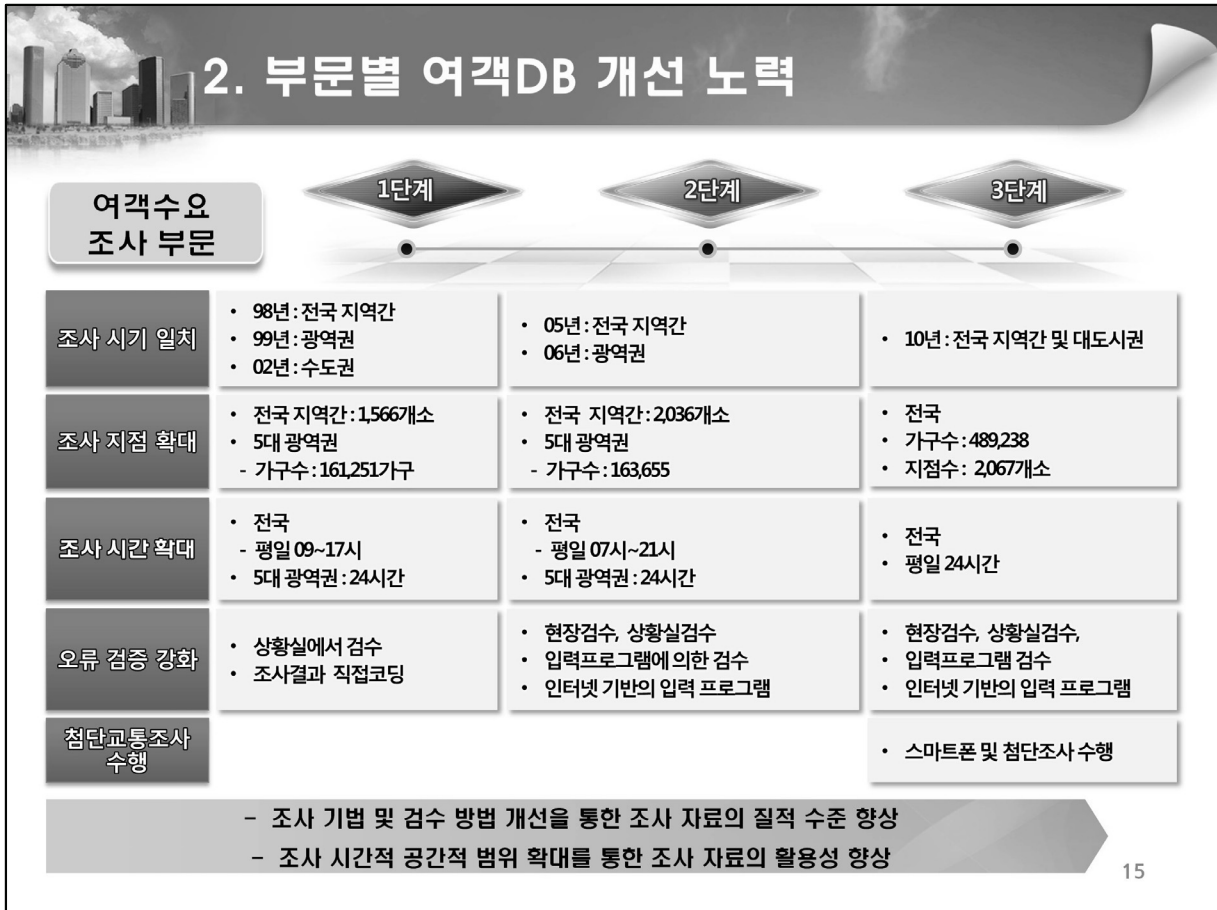 2. 부문별 여객DB 개선 노력
여객수요
조사 부문
1단계
2단계
3단계
조사 시기 일치
• 98년 : 전국 지역간
• 99년 : 광역권
• 02년 : 수도권
• 05년 : 전국 지역간
• 06년 : 광역권
• 10년 : 전국 지역간 및 대도시권
조사 지점 확대
• 전국 지역간 : 1,566개소
• 5대 광역권
- 가구수 : 161,251가구
• 전국 지역간 : 2,036개소
• 5대 광역권
- 가구수 : 163,655
• 전국
• 가구수 : 489,238
• 지점수 : 2,067개소
조사 시간 확대
• 전국
- 평일 09~17시
• 5대 광역권 : 24시간
• 전국
- 평일 07시~21시
• 5대 광역권 : 24시간
• 전국
• 평일 24시간
오류 검증 강화
• 상황실에서 검수
• 조사결과 직접코딩
• 현장검수, 상황실검수
• 입력프로그램에 의한 검수
• 인터넷 기반의 입력 프로그램
• 현장검수, 상황실검수,
• 입력프로그램 검수
• 인터넷 기반의 입력 프로그램
첨단교통조사
수행
• 스마트폰 및 첨단조사 수행
- 조사 기법 및 검수 방법 개선을 통한 조사 자료의 질적 수준 향상
- 조사 시간적 공간적 범위 확대를 통한 조사 자료의 활용성 향상
15